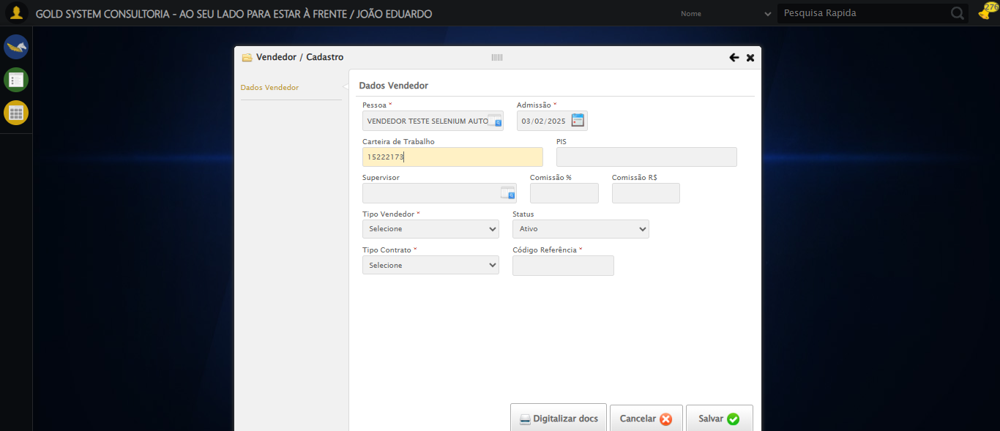 GOLD SYSTEM CONSULTORIA - AO SEU LADO PARA ESTAR À FRENTE / JOÃO EDUARDO
Nome
Pesquisa Rapida
276
Vendedor / Cadastro
Dados Vendedor
Dados Vendedor
Pessoa *
Admissão *
VENDEDOR TESTE SELENIUM AUTO
03/02/2025
Carteira de Trabalho
PIS
15222173
Supervisor
Comissão %
Comissão R$
Tipo Vendedor *
Status
Selecione
Ativo
Tipo Contrato *
Código Referência *
Selecione
Digitalizar docs
Cancelar
Salvar